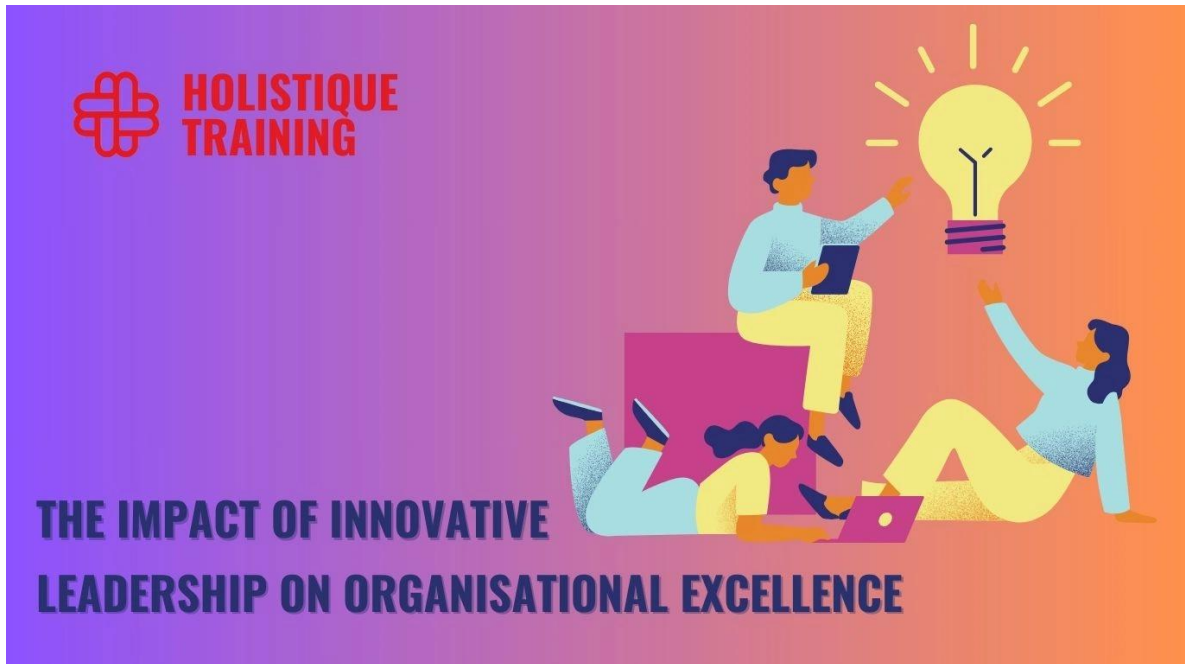 HOLISTIQUE
TRAINING
THE IMPACT OF INNOVATIVE
LEADERSHIP ON ORGANISATIONAL EXCELLENCE